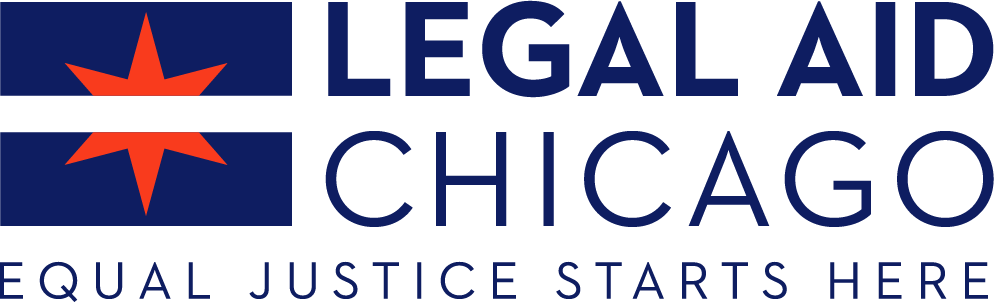 LEGAL AID
CHICAGO
EQUAL JUSTICE STARTS HERE